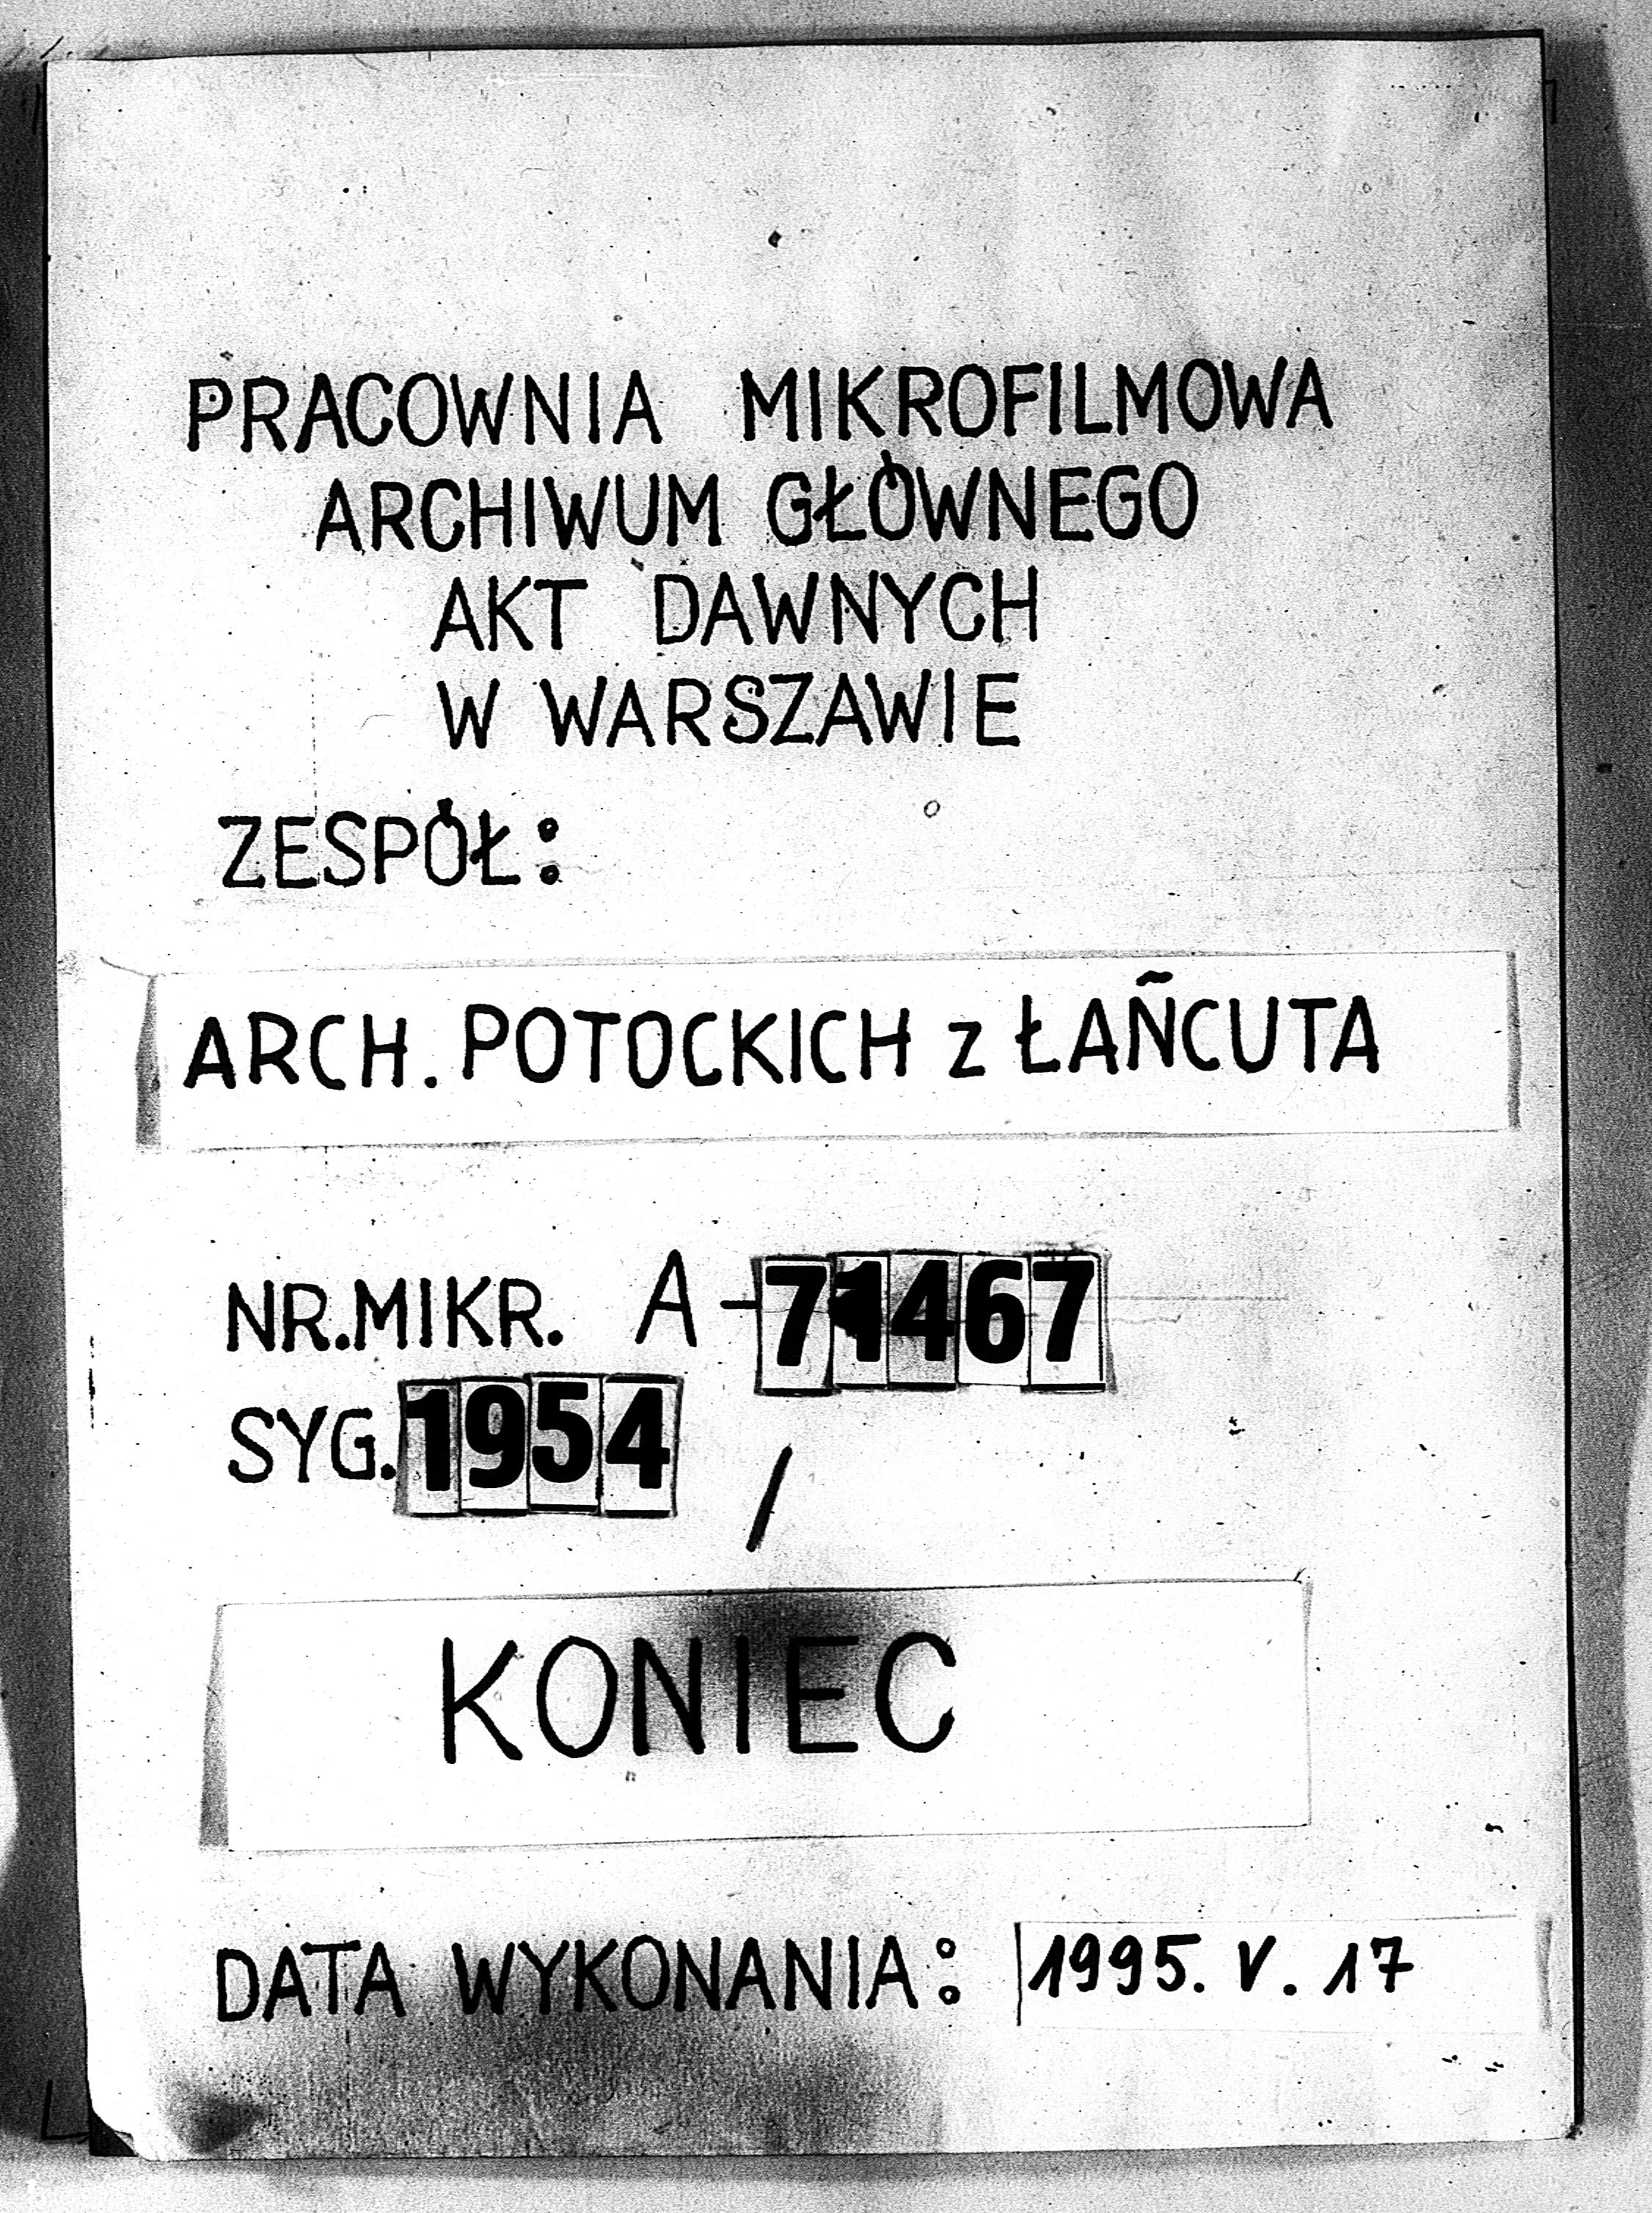 PRACOWNIA MIKROFILMOWA
ARCHIWUM GŁÓWNEGO
AKT DAWNYCH
W WARSZAWIE
ZESPÓŁ:
ARCH. POTOCKICH z ŁAŃCUTA
NR.MIKR. A-71467
SYG. 1954 /
KONIEC
DATA WYKONANIA: 1995. V. 17